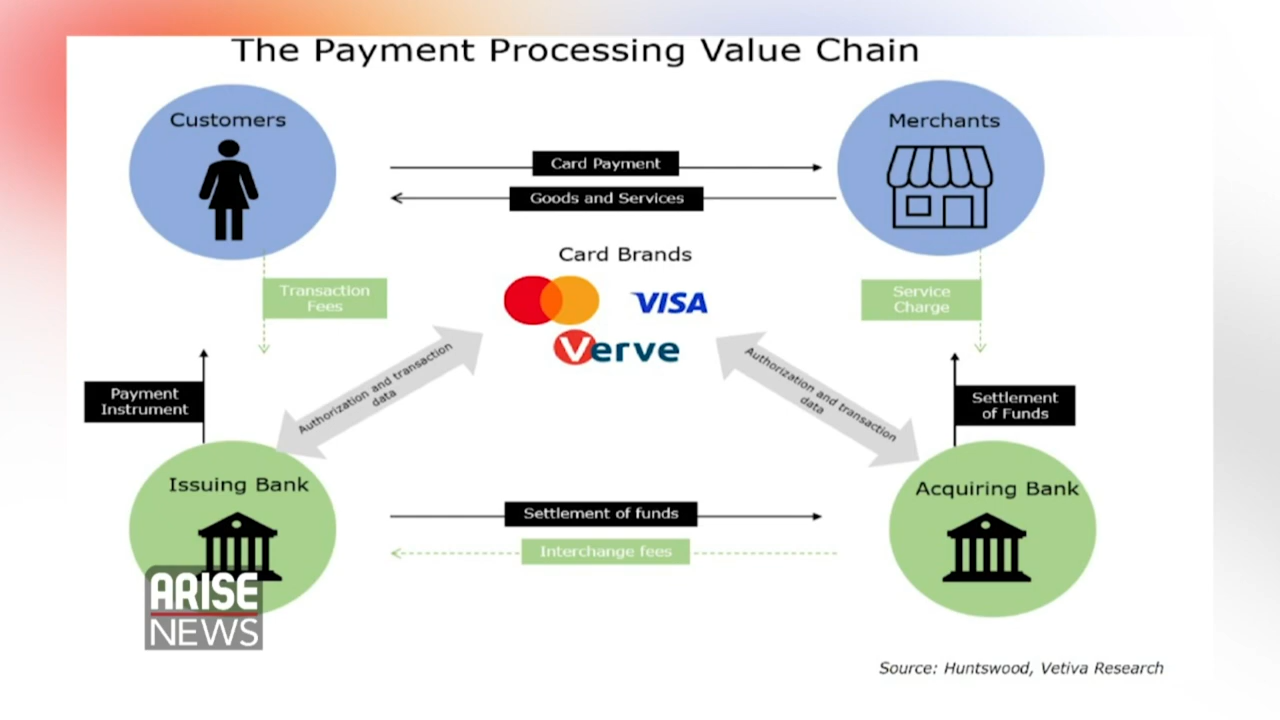 The Payment Processing Value Chain
Customers
Merchants
Card Payment
Goods and Services
Card Brands
VISA
Verve
Transaction
Fees
Service
Charge
Authorization and transaction
data
Authorization and transaction
data
Payment
Instrument
Settlement
of Funds
Issuing Bank
Acquiring Bank
Settlement of funds
Interchange fees
ARISE
NEWS
Source: Huntswood, Vetiva Research